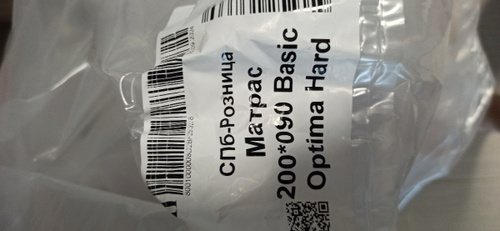 СПб-Розница
Матрас
200*090 Basic
Optima Hard